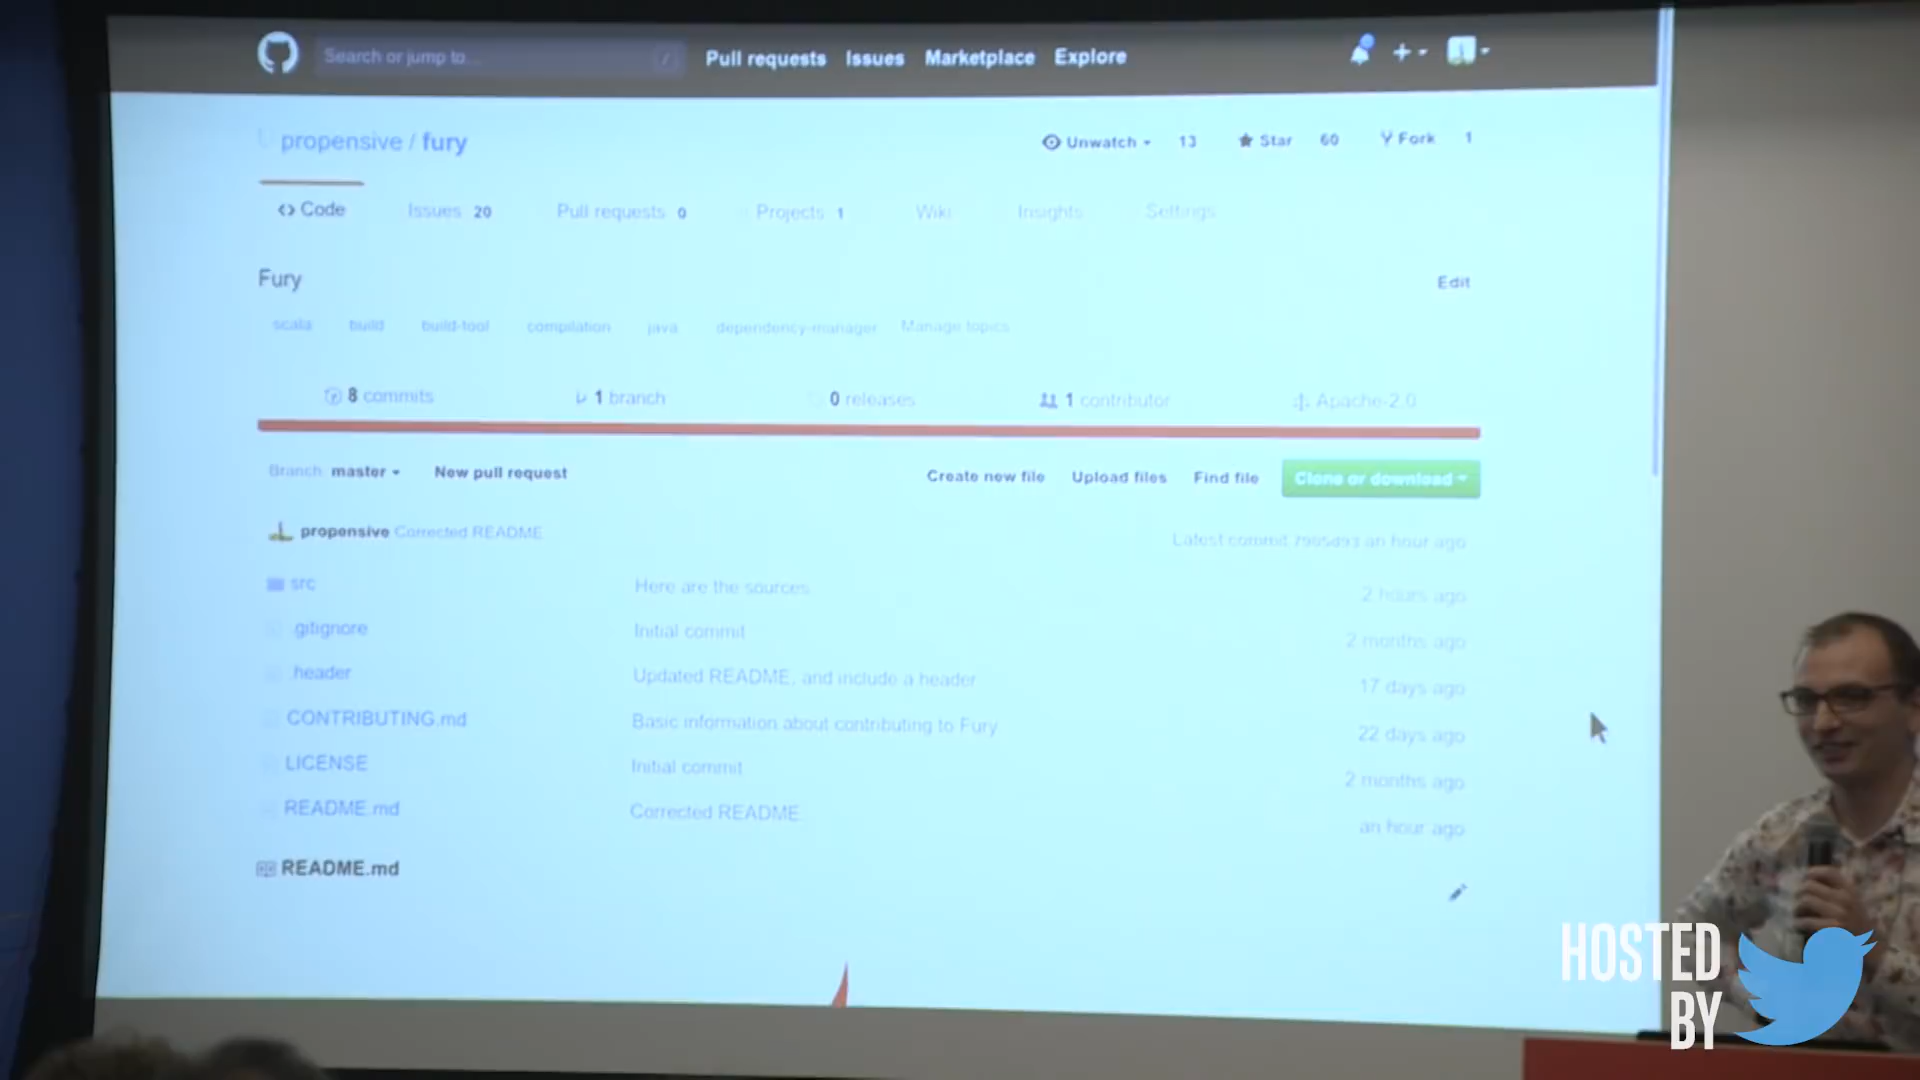 Search or jump to... / Pull requests Issues Marketplace Explore
propensive / fury Unwatch 13 Star 60 Fork 1
<> Code Issues 20 Pull requests 0 Projects 1 Wiki Insights Settings
Fury Edit
scala build build-tool compilation java dependency-manager Manage topics
8 commits 1 branch 0 releases 1 contributor Apache-2.0
Branch: master New pull request Create new file Upload files Find file Clone or download
propensive Corrected README Latest commit an hour ago
src Here are the sources 2 hours ago
.gitignore Initial commit 2 months ago
.header Updated README, and include a header 17 days ago
CONTRIBUTING.md Basic information about contributing to Fury 22 days ago
LICENSE Initial commit 2 months ago
README.md Corrected README an hour ago
README.md
HOSTED
BY